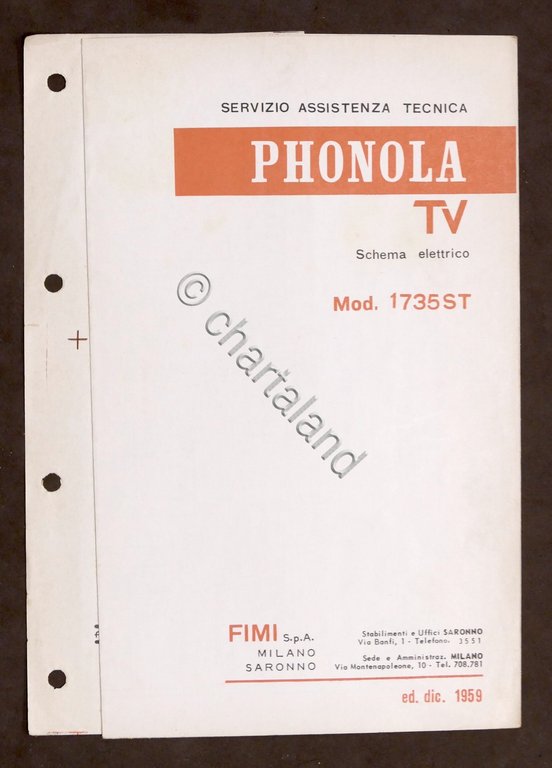 SERVIZIO ASSISTENZA TECNICA
PHONOLA
TV
Schema elettrico
Mod. 1735ST
© chartaland
FIMI S.p.A.
MILANO
SARONNO
Stabilimenti e Uffici SARONNO
Via Banfi, 1 - Telefono. 3551
Sede e Amministraz. MILANO
Via Montenapoleone, 10 - Tel. 708.781
ed. dic. 1959